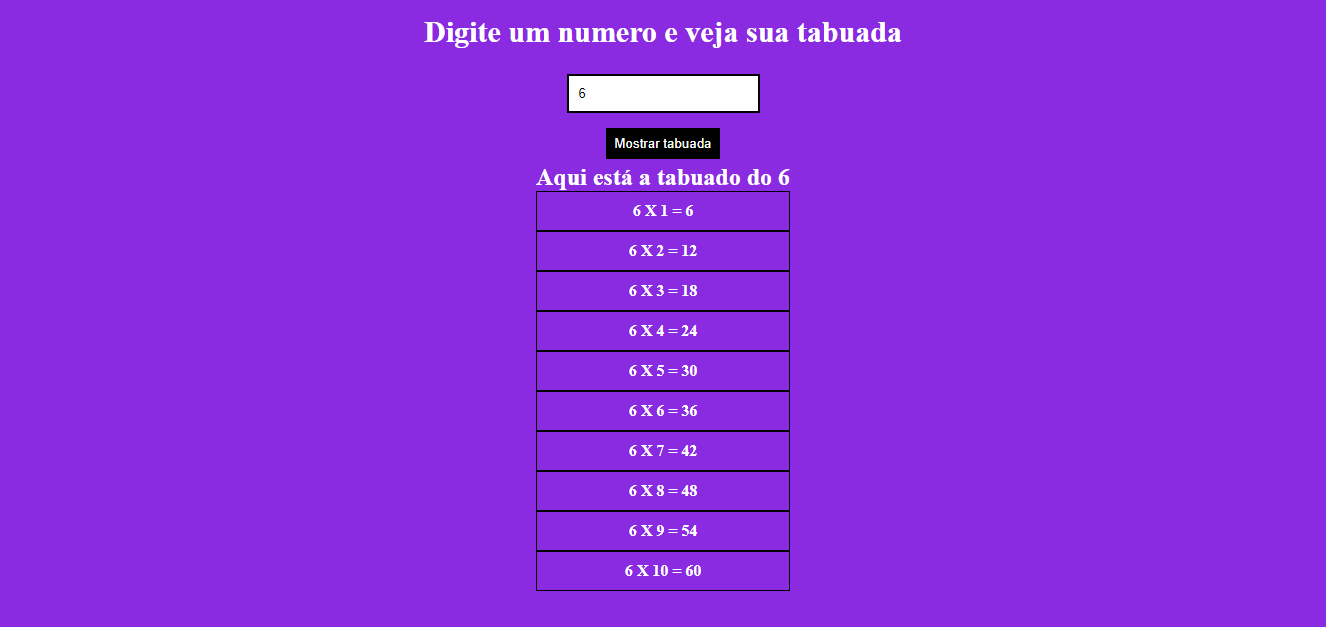 Digite um numero e veja sua tabuada
6
Mostrar tabuada
Aqui está a tabuado do 6
6 X 1 = 6
6 X 2 = 12
6 X 3 = 18
6 X 4 = 24
6 X 5 = 30
6 X 6 = 36
6 X 7 = 42
6 X 8 = 48
6 X 9 = 54
6 X 10 = 60